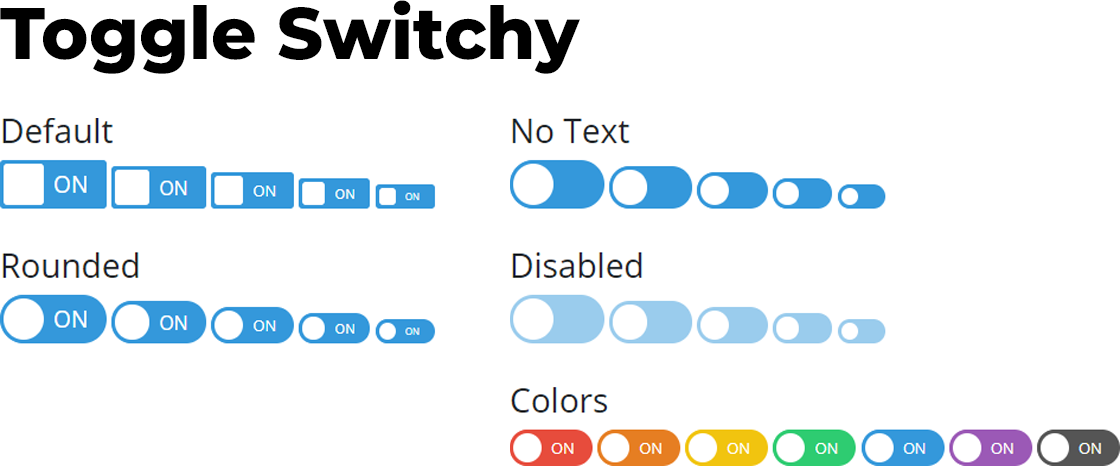 Toggle Switchy
Default
ON ON ON ON ON
Rounded
ON ON ON ON ON
No Text
Disabled
Colors
ON ON ON ON ON ON ON